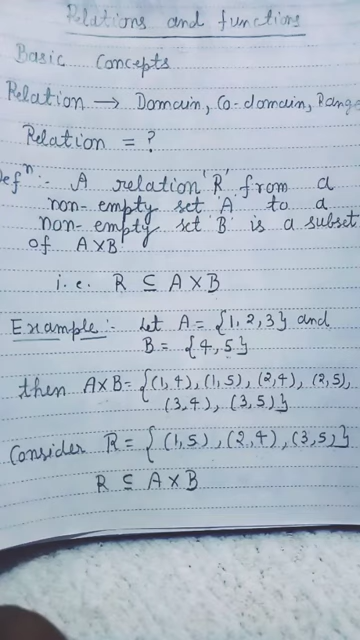 Relations and functions
Basic Concepts
Relation → Domain, Co-domain, Range
Relation = ?
Defⁿ:- A relation 'R' from a
non-empty set 'A' to a
non-empty set 'B' is a subset
of A×B
i.e. R ⊆ A×B
Example:- Let A = {1,2,3} and
B = {4,5}
then A×B = {(1,4), (1,5), (2,4), (2,5),
(3,4), (3,5)}
Consider R = {(1,5), (2,4), (3,5)}
R ⊆ A×B